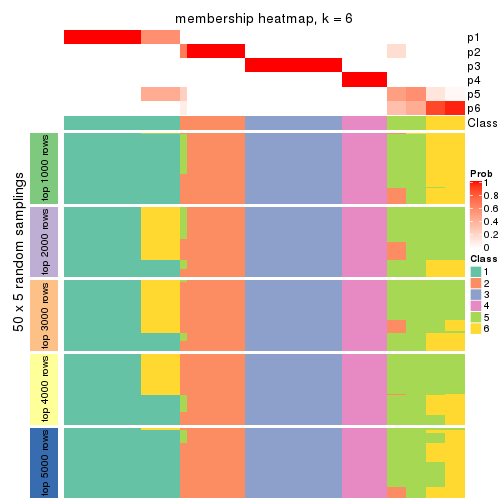 membership heatmap, k = 6
p1
p2
p3
p4
p5
p6
Class
50 x 5 random samplings
top 1000 rows
top 2000 rows
top 3000 rows
top 4000 rows
top 5000 rows
Prob
1
0.8
0.6
0.4
0.2
0
Class
1
2
3
4
5
6